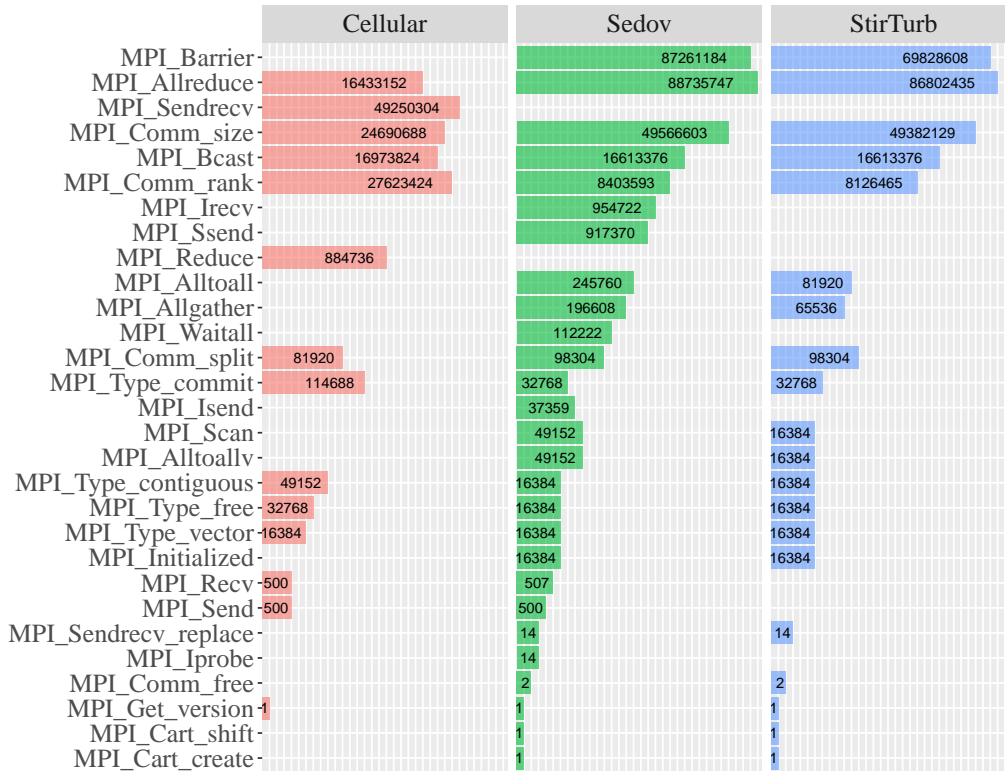 Cellular Sedov StirTurb
MPI_Barrier 87261184 69828608
MPI_Allreduce 16433152 88735747 86802435
MPI_Sendrecv 49250304
MPI_Comm_size 24690688 49566603 49382129
MPI_Bcast 16973824 16613376 16613376
MPI_Comm_rank 27623424 8403593 8126465
MPI_Irecv 954722
MPI_Ssend 917370
MPI_Reduce 884736
MPI_Alltoall 245760 81920
MPI_Allgather 196608 65536
MPI_Waitall 112222
MPI_Comm_split 81920 98304 98304
MPI_Type_commit 114688 32768 32768
MPI_Isend 37359
MPI_Scan 49152 16384
MPI_Alltoallv 49152 16384
MPI_Type_contiguous 49152 16384 16384
MPI_Type_free 32768 16384 16384
MPI_Type_vector 16384 16384 16384
MPI_Initialized 16384 16384
MPI_Recv 500 507
MPI_Send 500 500
MPI_Sendrecv_replace 14 14
MPI_Iprobe 14
MPI_Comm_free 2 2
MPI_Get_version 1 1 1
MPI_Cart_shift 1 1
MPI_Cart_create 1 1